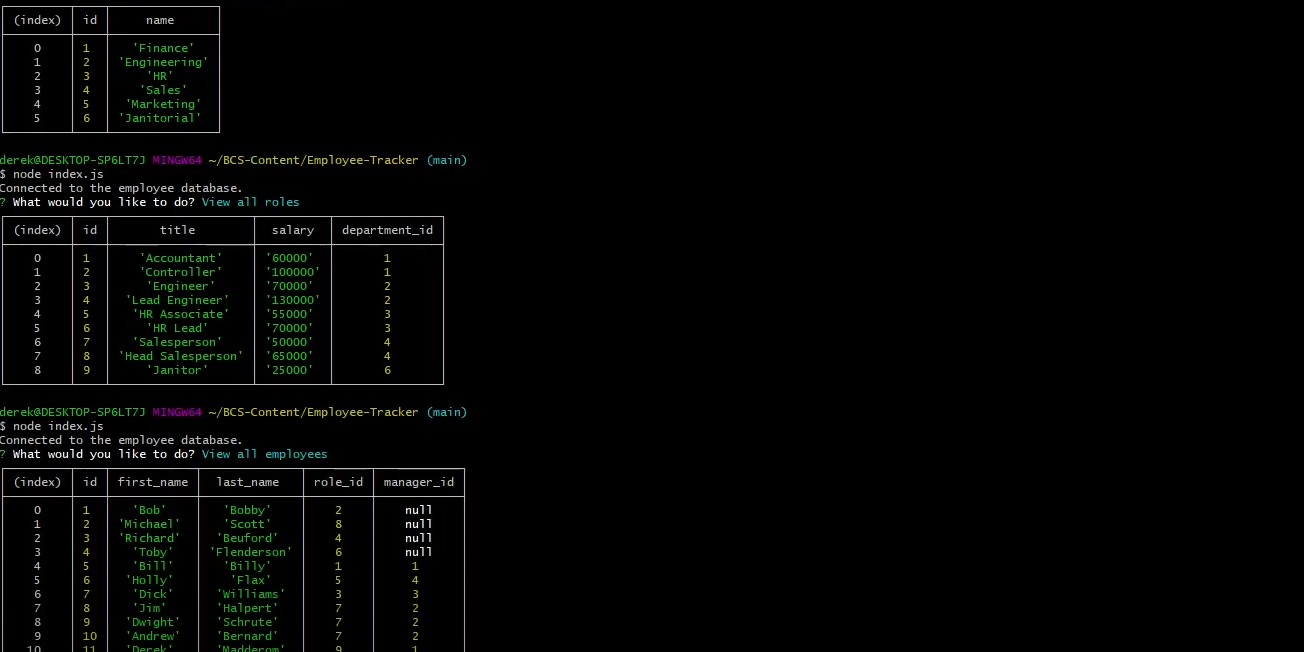 (index) id name
0 1 'Finance'
1 2 'Engineering'
2 3 'HR'
3 4 'Sales'
4 5 'Marketing'
5 6 'Janitorial'
derek@DESKTOP-SP6LT7J MINGW64 ~/BCS-Content/Employee-Tracker (main)
$ node index.js
Connected to the employee database.
? What would you like to do? View all roles
(index) id title salary department_id
0 1 'Accountant' '60000' 1
1 2 'Controller' '100000' 1
2 3 'Engineer' '70000' 2
3 4 'Lead Engineer' '130000' 2
4 5 'HR Associate' '55000' 3
5 6 'HR Lead' '70000' 3
6 7 'Salesperson' '50000' 4
7 8 'Head Salesperson' '65000' 4
8 9 'Janitor' '25000' 6
derek@DESKTOP-SP6LT7J MINGW64 ~/BCS-Content/Employee-Tracker (main)
$ node index.js
Connected to the employee database.
? What would you like to do? View all employees
(index) id first_name last_name role_id manager_id
0 1 'Bob' 'Bobby' 2 null
1 2 'Michael' 'Scott' 8 null
2 3 'Richard' 'Beuford' 4 null
3 4 'Toby' 'Flenderson' 6 null
4 5 'Bill' 'Billy' 1 1
5 6 'Holly' 'Flax' 5 4
6 7 'Dick' 'Williams' 3 3
7 8 'Jim' 'Halpert' 7 2
8 9 'Dwight' 'Schrute' 7 2
9 10 'Andrew' 'Bernard' 7 2
10 11 'Derek' 'Madderom' 9 1